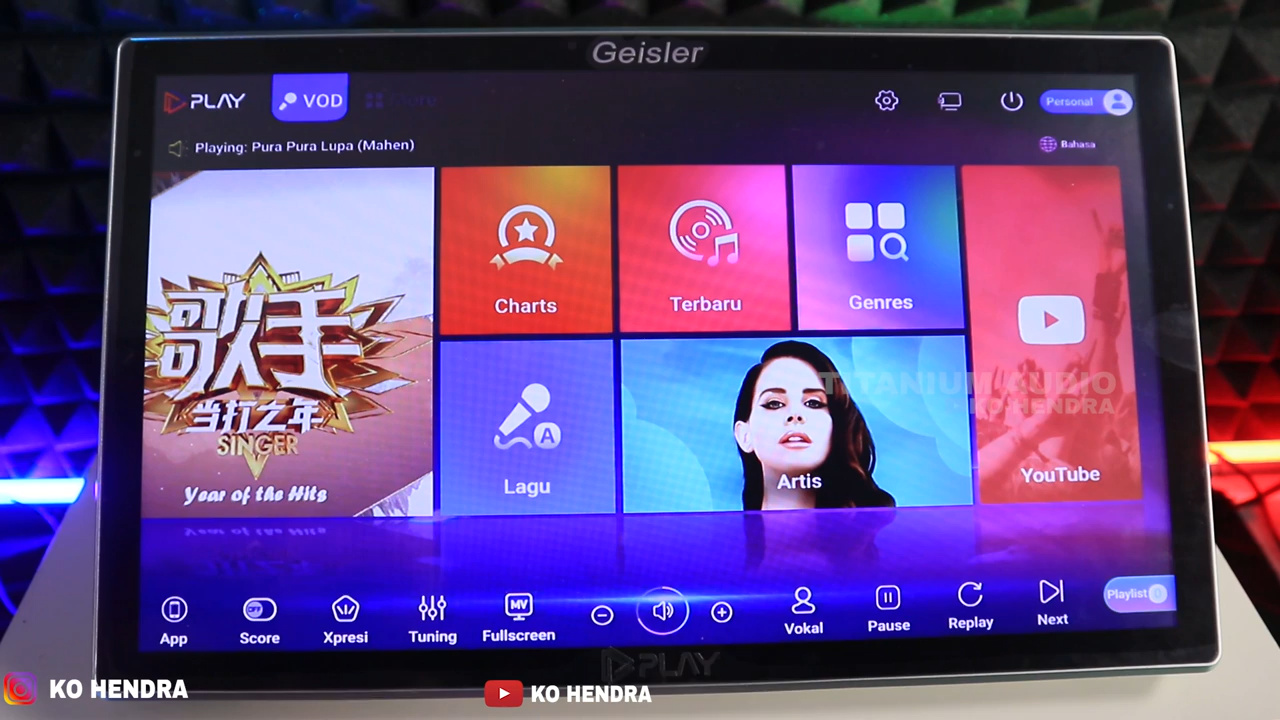 Geisler
PLAY
VOD
Personal
Playing: Pura Pura Lupa (Mahen)
Bahasa
歌手
当打之年
SINGER
Year of the Hits
Charts
Terbaru
Genres
Lagu
A
Artis
YouTube
TITANIUM AUDIO
KO HENDRA
App
OFF
Score
Xpresi
Tuning
MV
Fullscreen
Vokal
Pause
Replay
Next
Playlist 0
PLAY
KO HENDRA
KO HENDRA